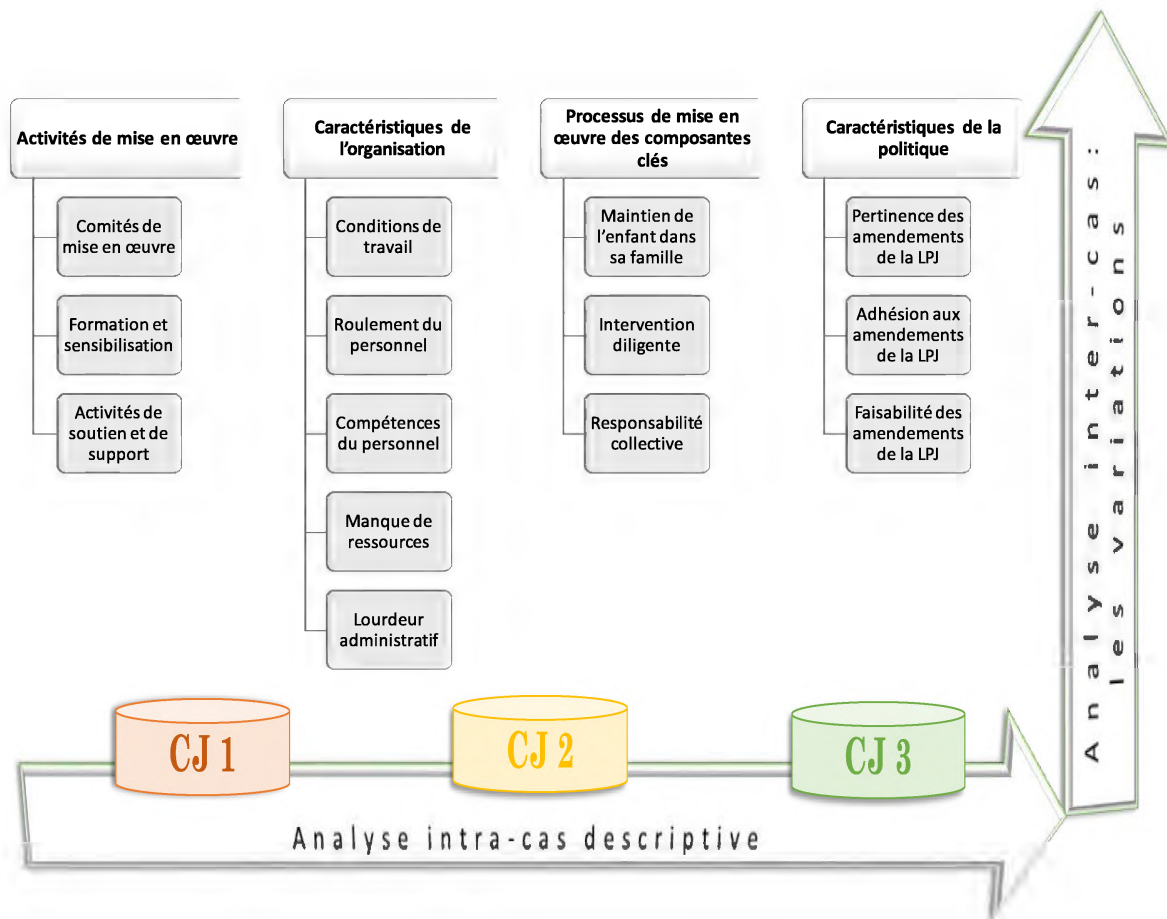 Activités de mise en œuvre
Comités de
mise en œuvre
Formation et
sensibilisation
Activités de
soutien et de
support
Caractéristiques de
l'organisation
Conditions de
travail
Roulement du
personnel
Compétences
du personnel
Manque de
ressources
Lourdeur
administratif
Processus de mise en
œuvre des composantes
clés
Maintien de
l'enfant dans
sa famille
Intervention
diligente
Responsabilité
collective
Caractéristiques de la
politique
Pertinence des
amendements
de la LPJ
Adhésion aux
amendements
de la LPJ
Faisabilité des
amendements
de la LPJ
Analyse inter-cas:
les variations
CJ 1
CJ 2
CJ 3
Analyse intra-cas descriptive